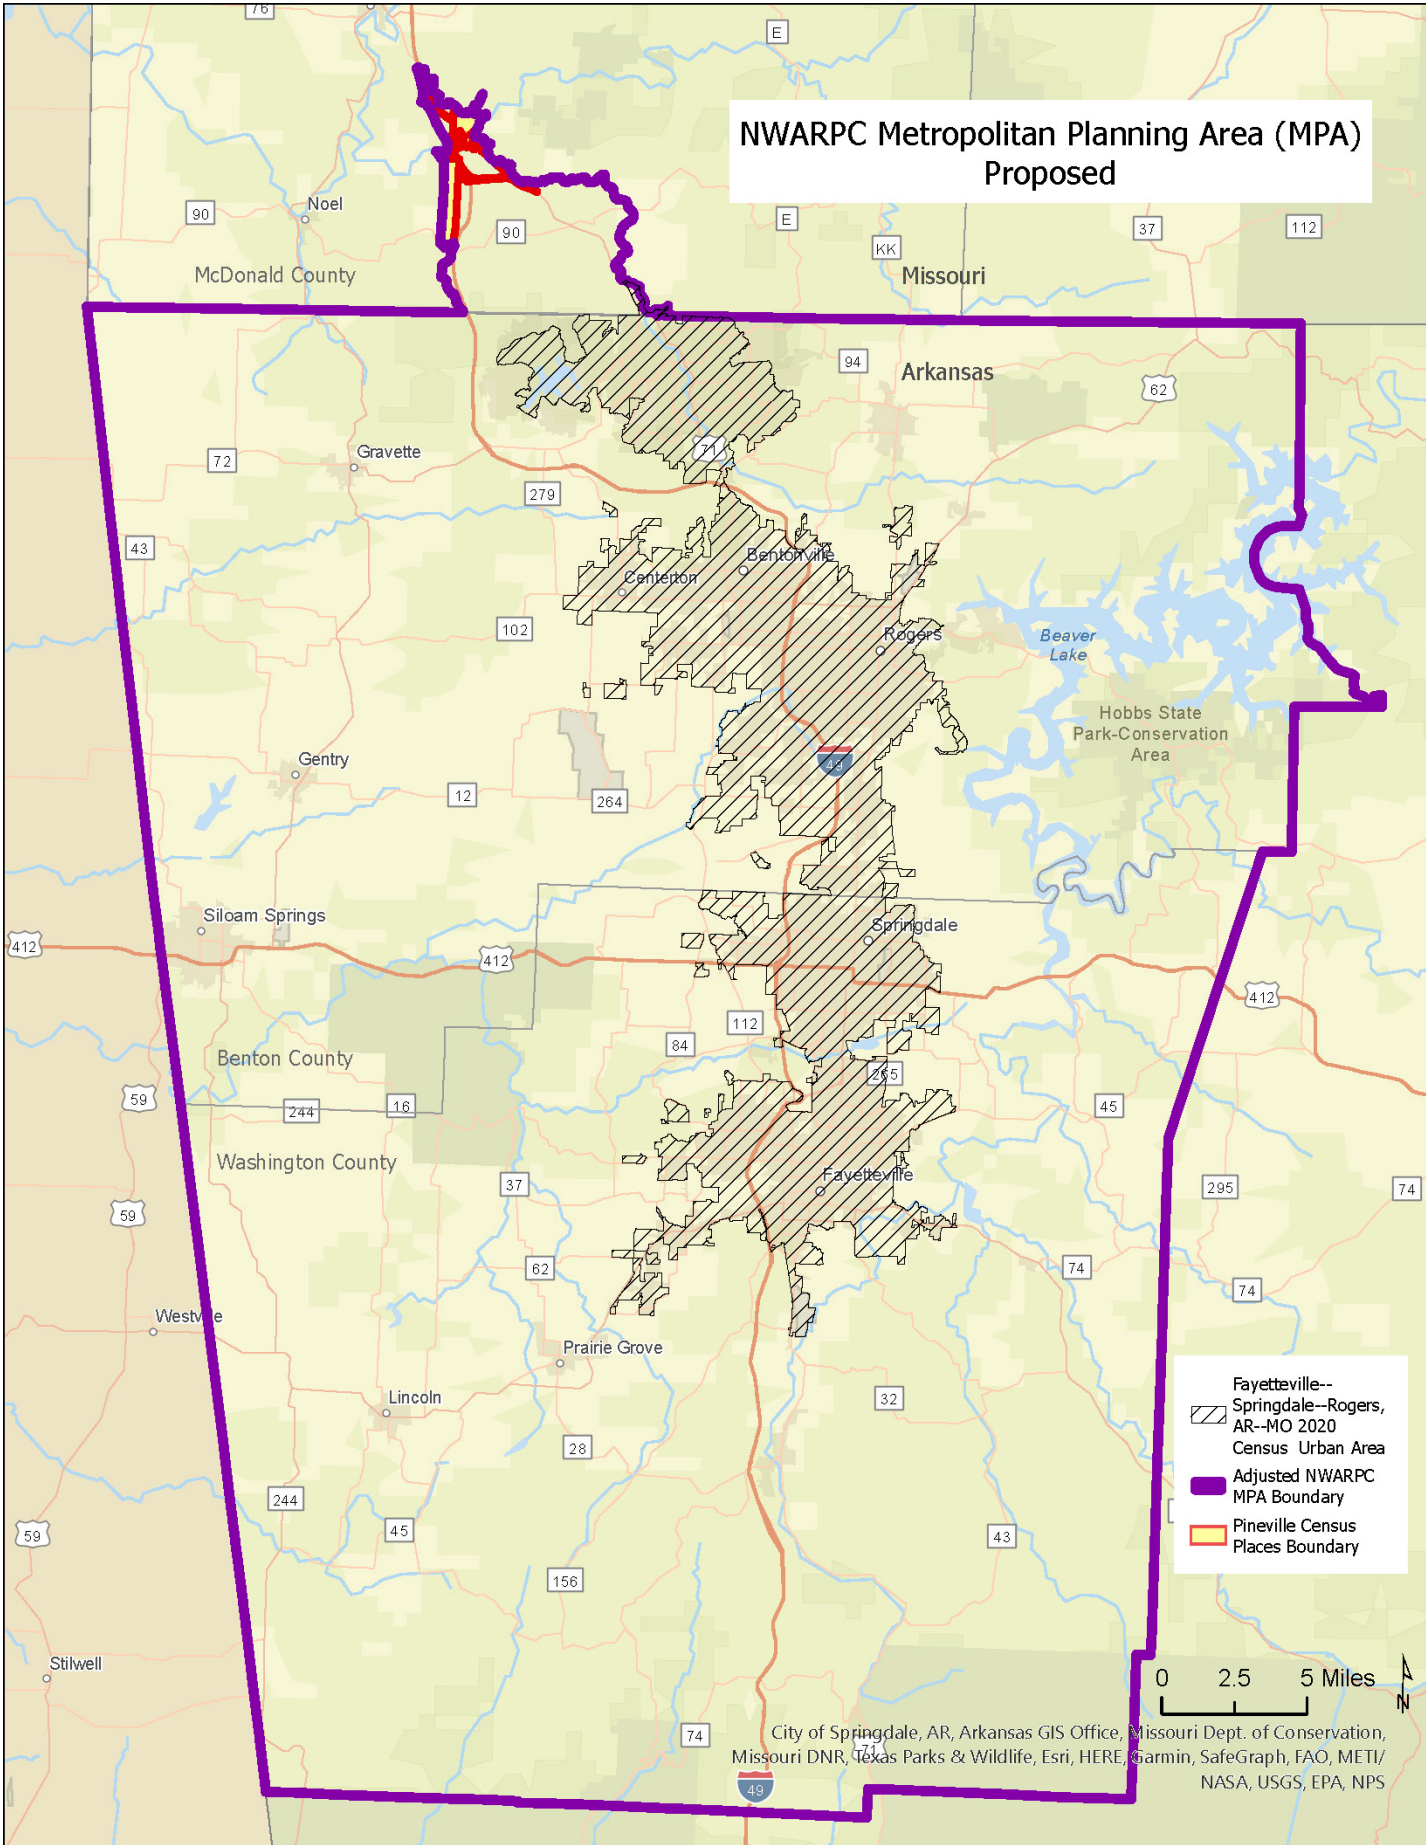 76
E
NWARPC Metropolitan Planning Area (MPA)
Proposed
Noel
90
90
E
KK
37
112
McDonald County
Missouri
94
Arkansas
62
71
Gravette
72
279
43
Bentonville
Centerton
102
Rogers
Beaver
Lake
Hobbs State
Park-Conservation
Area
Gentry
49
12
264
Siloam Springs
Springdale
412
412
412
112
84
Benton County
265
59
244
16
45
Washington County
Fayetteville
37
295
74
59
62
74
74
Westville
Prairie Grove
Lincoln
32
28
244
45
59
43
156
Fayetteville--
Springdale--Rogers,
AR--MO 2020
Census Urban Area
Adjusted NWARPC
MPA Boundary
Pineville Census
Places Boundary
Stilwell
0 2.5 5 Miles
N
74
71
49
City of Springdale, AR, Arkansas GIS Office, Missouri Dept. of Conservation,
Missouri DNR, Texas Parks & Wildlife, Esri, HERE, Garmin, SafeGraph, FAO, METI/
NASA, USGS, EPA, NPS